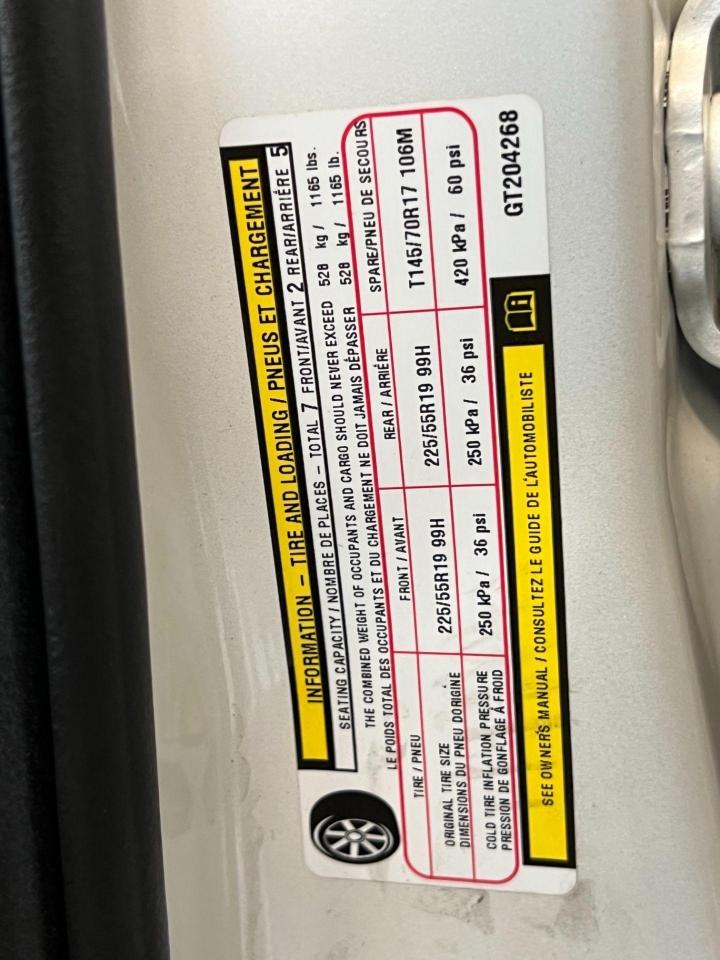 INFORMATION – TIRE AND LOADING / PNEUS ET CHARGEMENT
SEATING CAPACITY / NOMBRE DE PLACES – TOTAL 7 FRONT/AVANT 2 REAR/ARRIÈRE 5
THE COMBINED WEIGHT OF OCCUPANTS AND CARGO SHOULD NEVER EXCEED 528 kg / 1165 lbs.
LE POIDS TOTAL DES OCCUPANTS ET DU CHARGEMENT NE DOIT JAMAIS DÉPASSER 528 kg / 1165 lb.
TIRE / PNEU FRONT / AVANT REAR / ARRIÈRE SPARE/PNEU DE SECOURS
ORIGINAL TIRE SIZE
DIMENSIONS DU PNEU DORIGINE 225/55R19 99H 225/55R19 99H T145/70R17 106M
COLD TIRE INFLATION PRESSURE
PRESSION DE GONFLAGE À FROID 250 kPa / 36 psi 250 kPa / 36 psi 420 kPa / 60 psi
SEE OWNER'S MANUAL / CONSULTEZ LE GUIDE DE L'AUTOMOBILISTE
GT204268